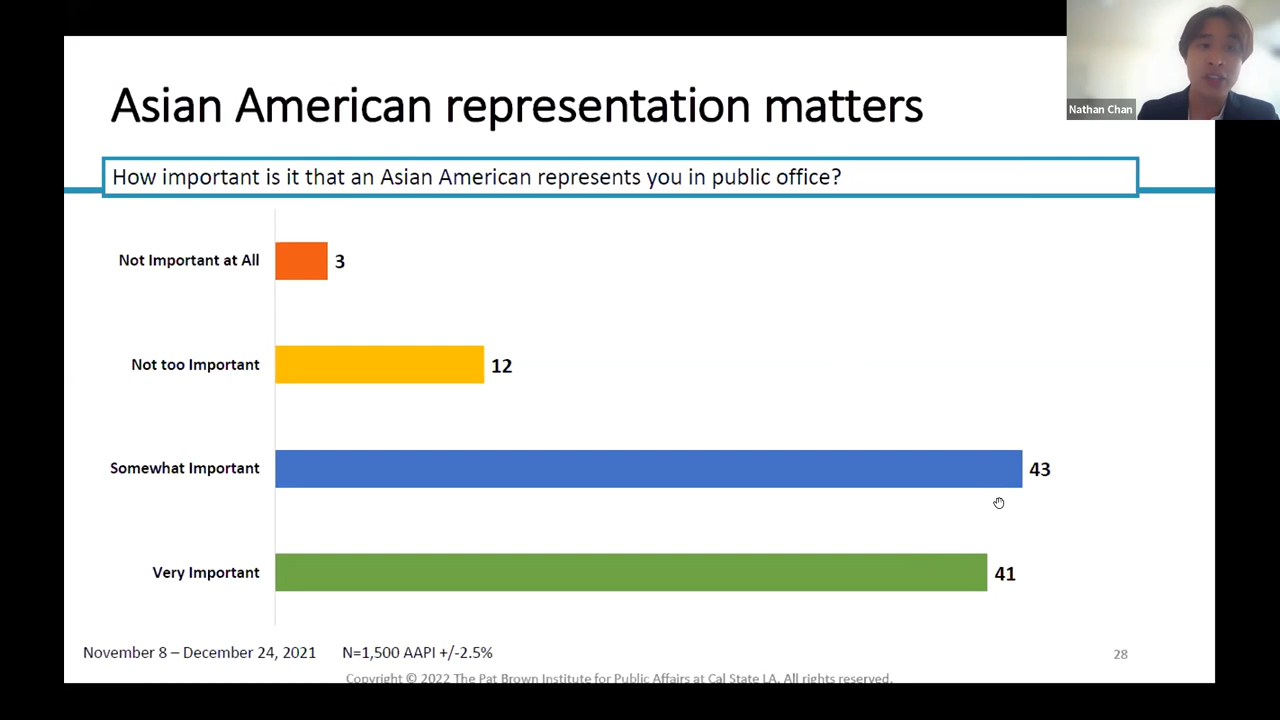 Nathan Chan
Asian American representation matters
How important is it that an Asian American represents you in public office?
Not Important at All 3
Not too Important 12
Somewhat Important 43
Very Important 41
November 8 – December 24, 2021 N=1,500 AAPI +/-2.5%
28
Copyright © 2022 The Pat Brown Institute for Public Affairs at Cal State LA. All rights reserved.